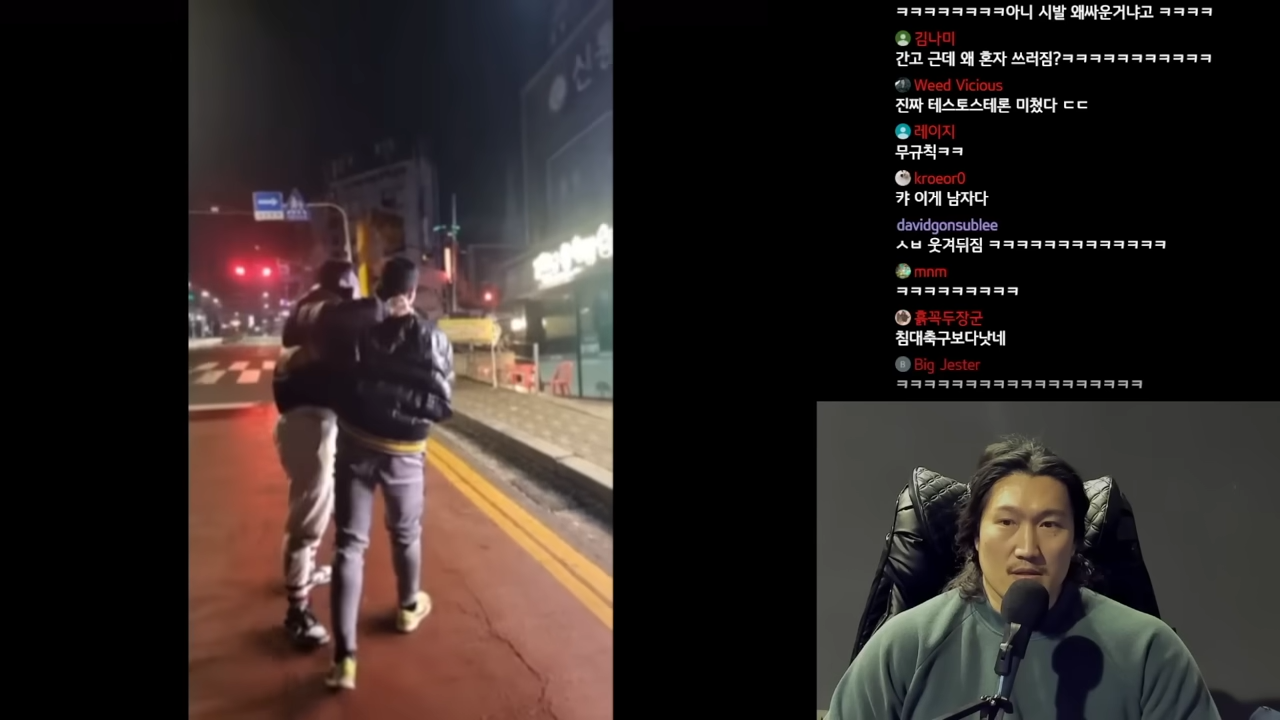 신용
ㅋㅋㅋㅋㅋㅋㅋㅋ아니 시발 왜싸운거냐고 ㅋㅋㅋㅋ
김나미
간고 근데 왜 혼자 쓰러짐?ㅋㅋㅋㅋㅋㅋㅋㅋㅋㅋㅋ
Weed Vicious
진짜 테스토스테론 미쳤다 ㄷㄷ
레이지
무규칙ㅋㅋ
kroeor0
캬 이게 남자다
davidgonsublee
ㅅㅂ 웃겨뒤짐 ㅋㅋㅋㅋㅋㅋㅋㅋㅋㅋㅋㅋㅋ
mnm
ㅋㅋㅋㅋㅋㅋㅋㅋㅋ
흙꼭두장군
침대축구보다낫네
B Big Jester
ㅋㅋㅋㅋㅋㅋㅋㅋㅋㅋㅋㅋㅋㅋㅋㅋㅋㅋ